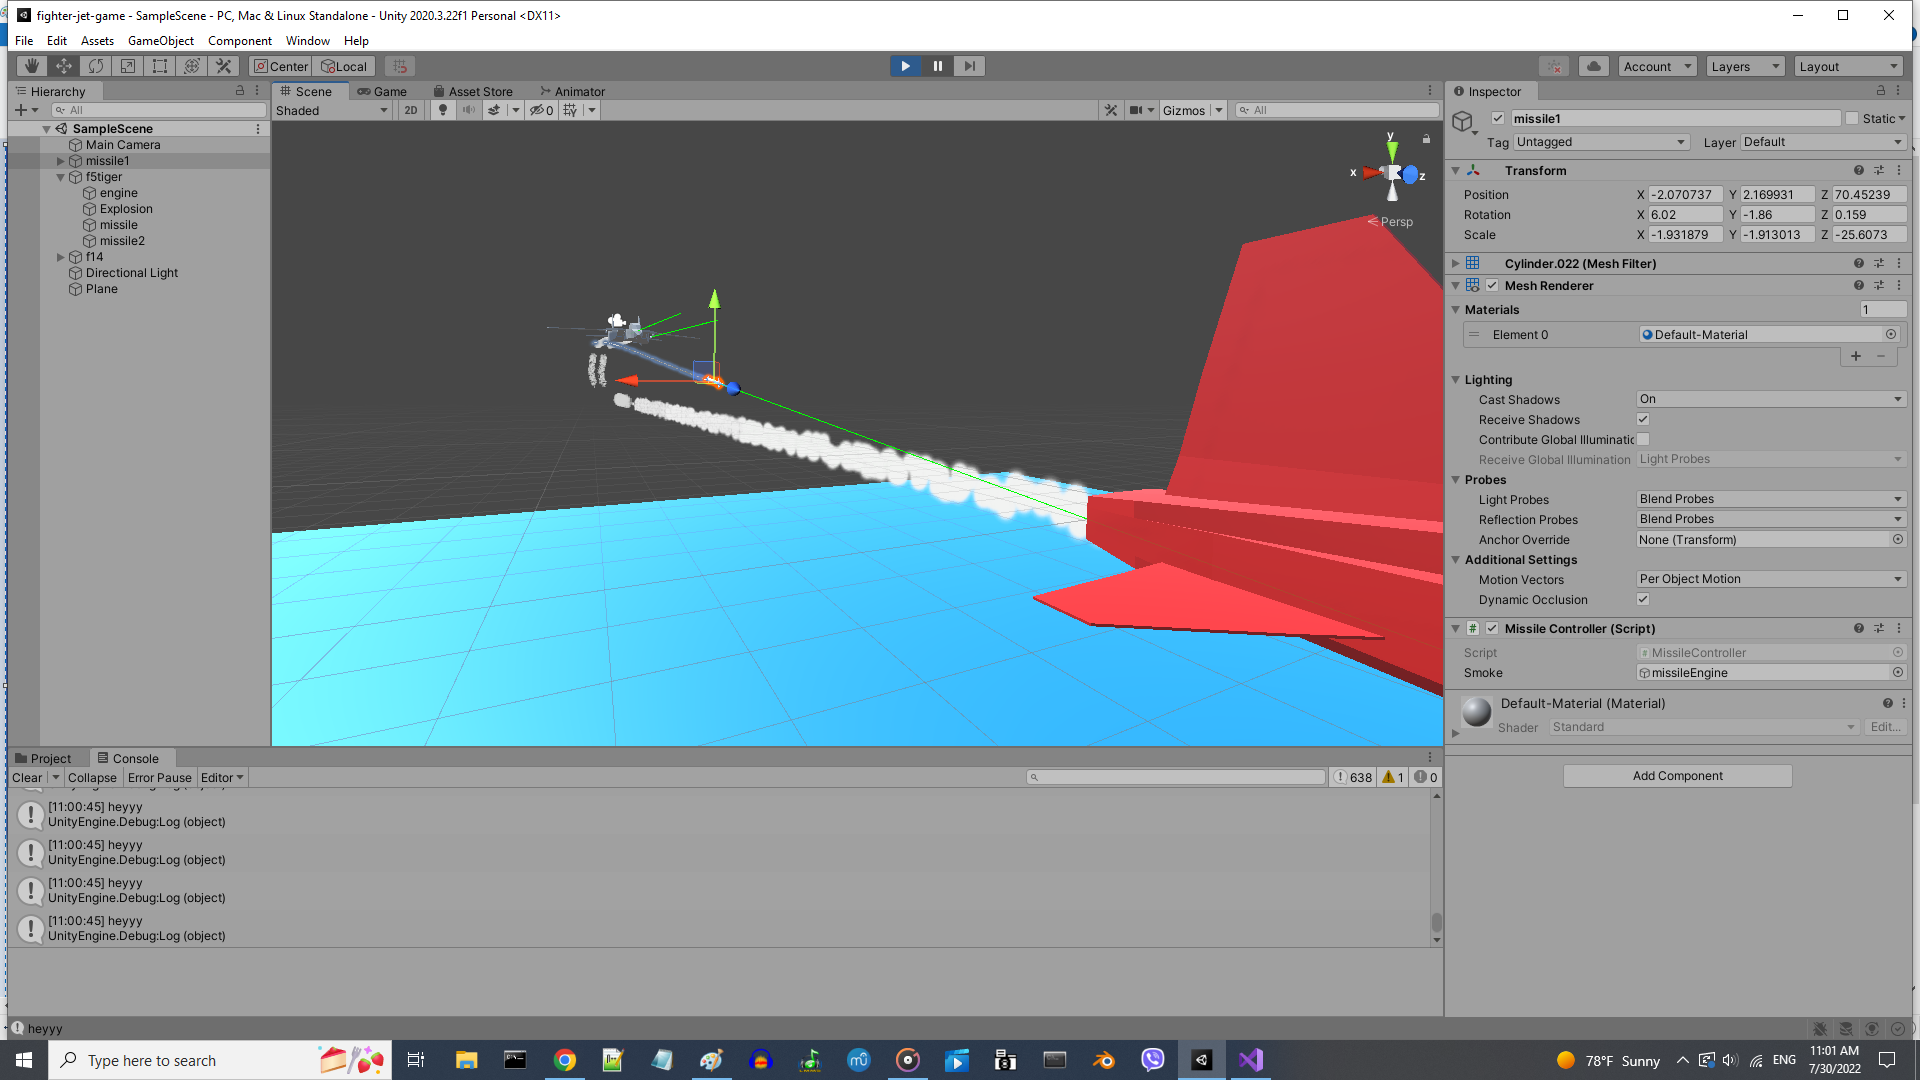 fighter-jet-game - SampleScene - PC, Mac & Linux Standalone - Unity 2020.3.22f1 Personal <DX11>
File Edit Assets GameObject Component Window Help
Center Local Account Layers Layout
Hierarchy
All
SampleScene
Main Camera
missile1
f5tiger
engine
Explosion
missile
missile2
f14
Directional Light
Plane
Scene Game Asset Store Animator
Shaded 2D 0 Gizmos All
y
x
z
Persp
Inspector
missile1 Static
Tag Untagged Layer Default
Transform
Position X -2.070737 Y 2.169931 Z 70.45239
Rotation X 6.02 Y -1.86 Z 0.159
Scale X -1.931879 Y -1.913013 Z -25.6073
Cylinder.022 (Mesh Filter)
Mesh Renderer
Materials 1
Element 0 Default-Material
Lighting
Cast Shadows On
Receive Shadows
Contribute Global Illuminatic
Receive Global Illumination Light Probes
Probes
Light Probes Blend Probes
Reflection Probes Blend Probes
Anchor Override None (Transform)
Additional Settings
Motion Vectors Per Object Motion
Dynamic Occlusion
Missile Controller (Script)
Script MissileController
Smoke missileEngine
Default-Material (Material)
Shader Standard Edit...
Add Component
Project Console
Clear Collapse Error Pause Editor 638 1 0
[11:00:45] heyyy
UnityEngine.Debug:Log (object)
[11:00:45] heyyy
UnityEngine.Debug:Log (object)
[11:00:45] heyyy
UnityEngine.Debug:Log (object)
[11:00:45] heyyy
UnityEngine.Debug:Log (object)
heyyy
Type here to search
78°F Sunny ENG 11:01 AM
7/30/2022